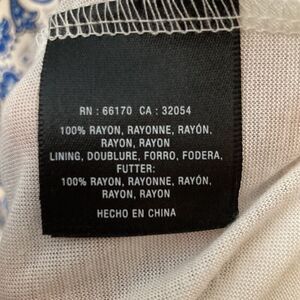 RN : 66170 CA : 32054
100% RAYON, RAYONNE, RAYÓN,
RAYON, RAYON
LINING, DOUBLURE, FORRO, FODERA,
FUTTER:
100% RAYON, RAYONNE, RAYÓN,
RAYON, RAYON
HECHO EN CHINA